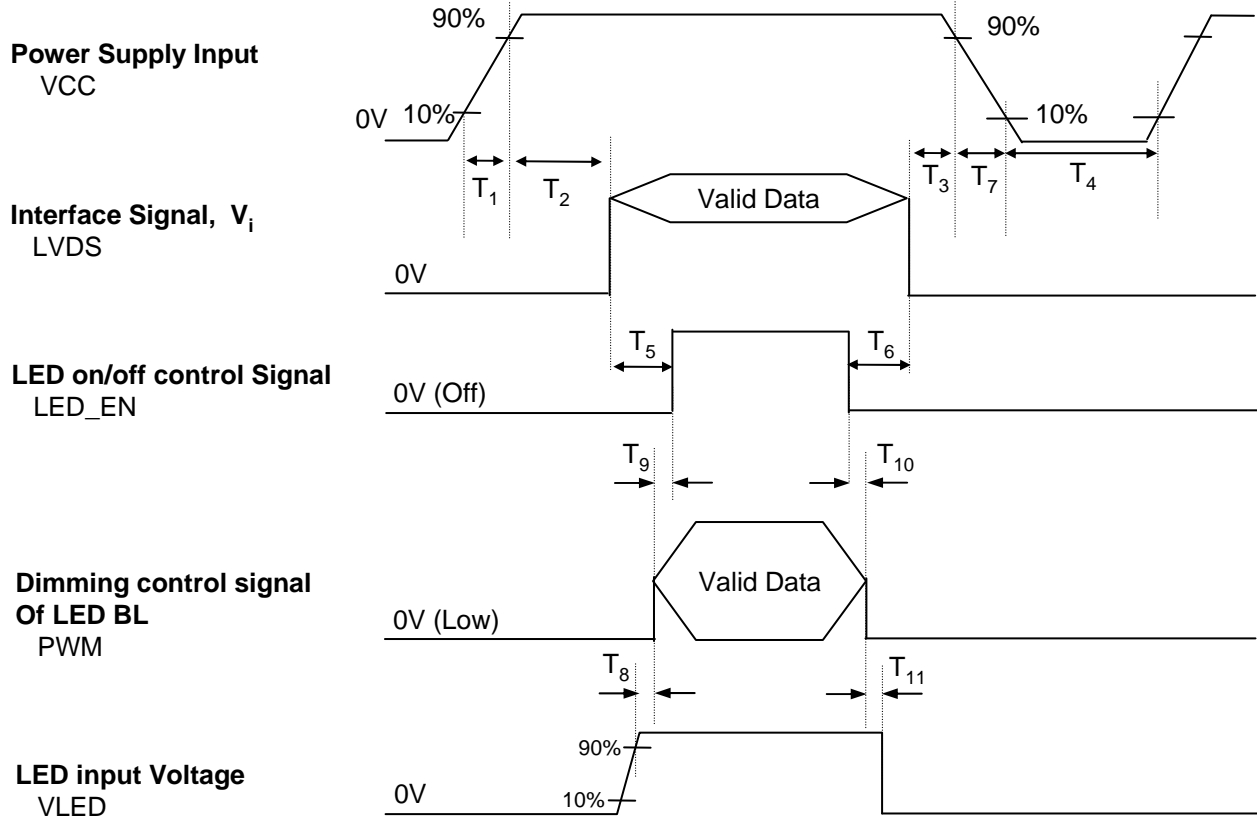 90%
90%
Power Supply Input
VCC
0V 10%
10%
T1
T2
T3
T7
T4
Interface Signal, Vi
LVDS
Valid Data
0V
T5
T6
LED on/off control Signal
LED_EN
0V (Off)
T9
T10
Dimming control signal
Of LED BL
PWM
Valid Data
0V (Low)
T8
T11
90%
LED input Voltage
VLED
0V
10%